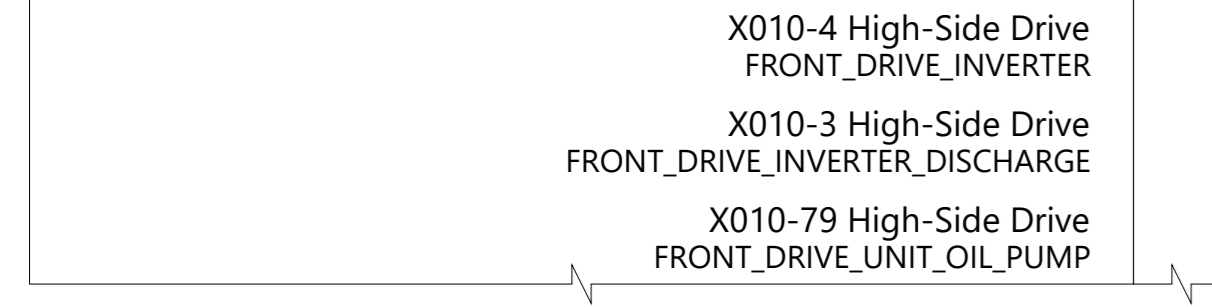 X010-4 High-Side Drive
FRONT_DRIVE_INVERTER
X010-3 High-Side Drive
FRONT_DRIVE_INVERTER_DISCHARGE
X010-79 High-Side Drive
FRONT_DRIVE_UNIT_OIL_PUMP